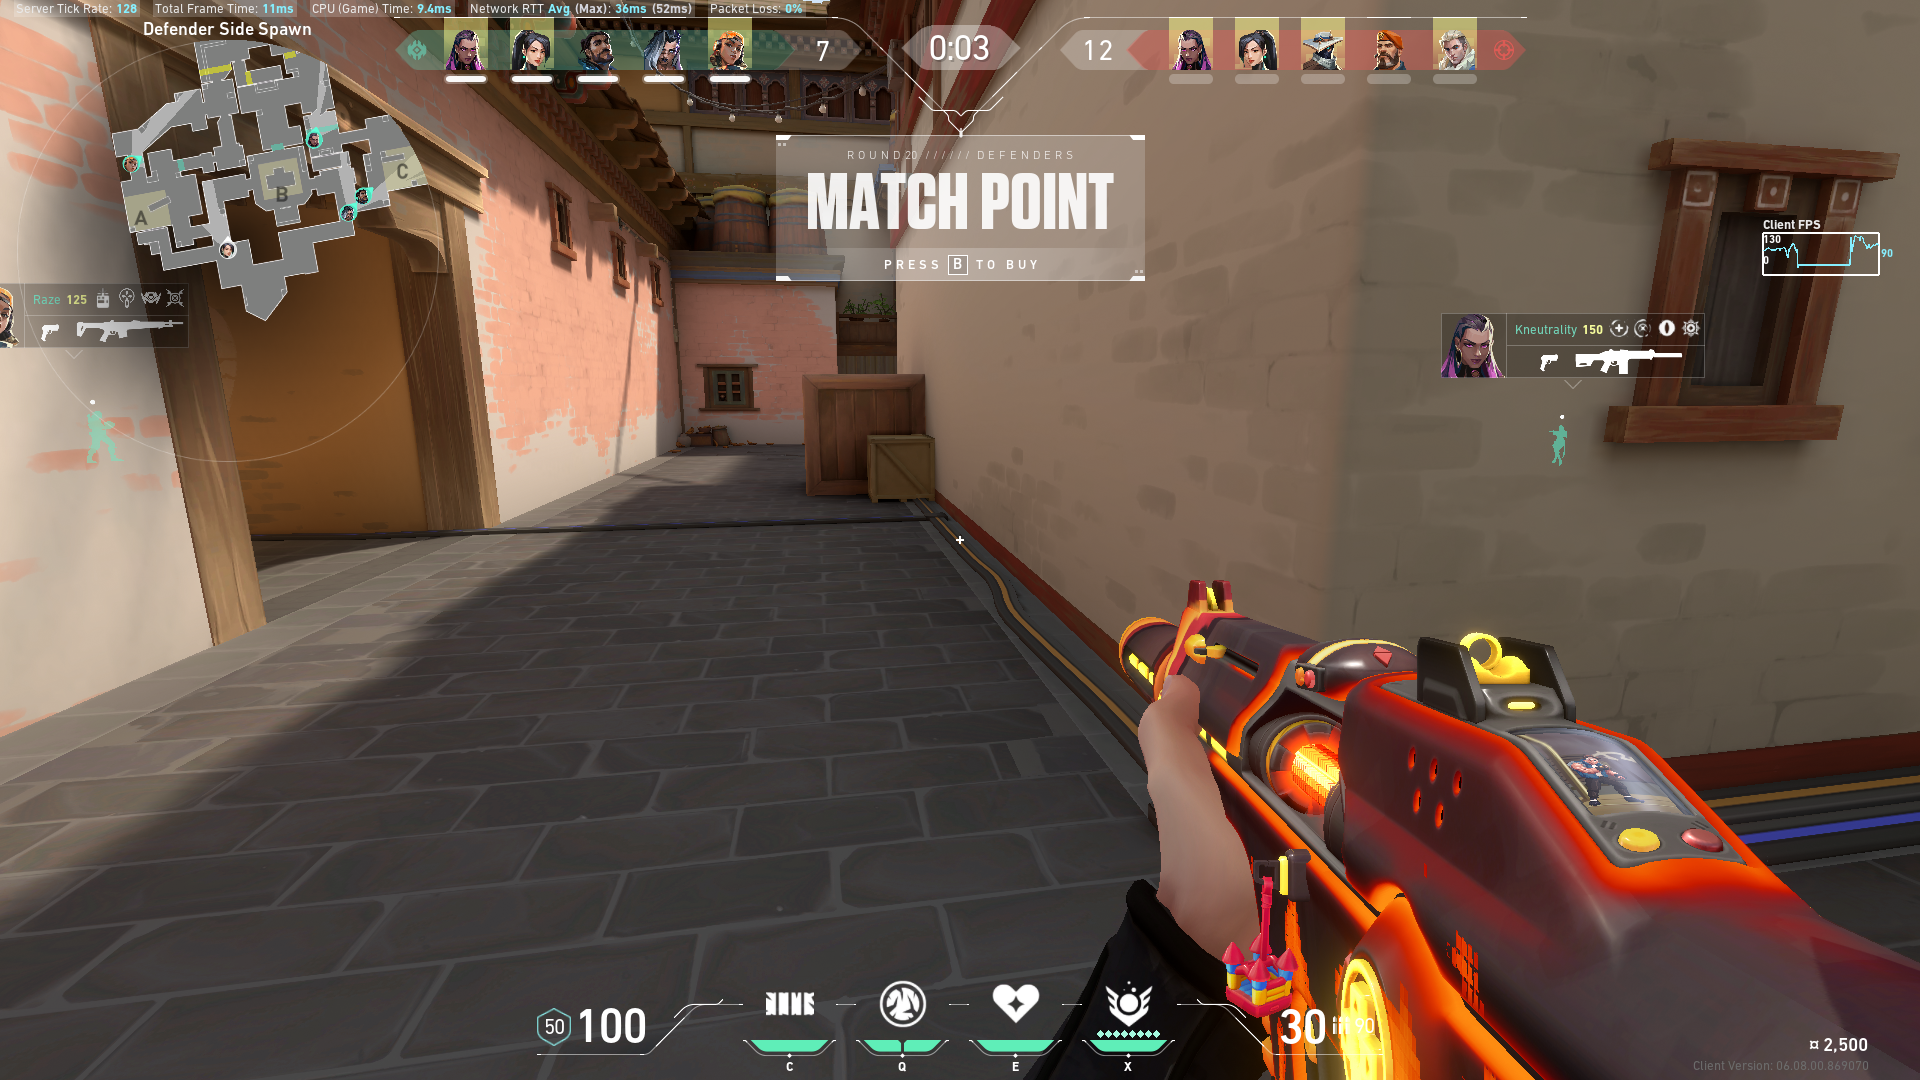 Server Tick Rate: 128 Total Frame Time: 11ms CPU (Game) Time: 9.4ms Network RTT Avg (Max): 36ms (52ms) Packet Loss: 0%
Defender Side Spawn
7
0:03
12
ROUND 20 ////// DEFENDERS
MATCH POINT
PRESS B TO BUY
A
B
C
Client FPS
130
0
90
Raze 125
Kneutrality 150
50 100
C
Q
E
X
30 90
¤ 2,500
Client Version: 06.08.00.869070